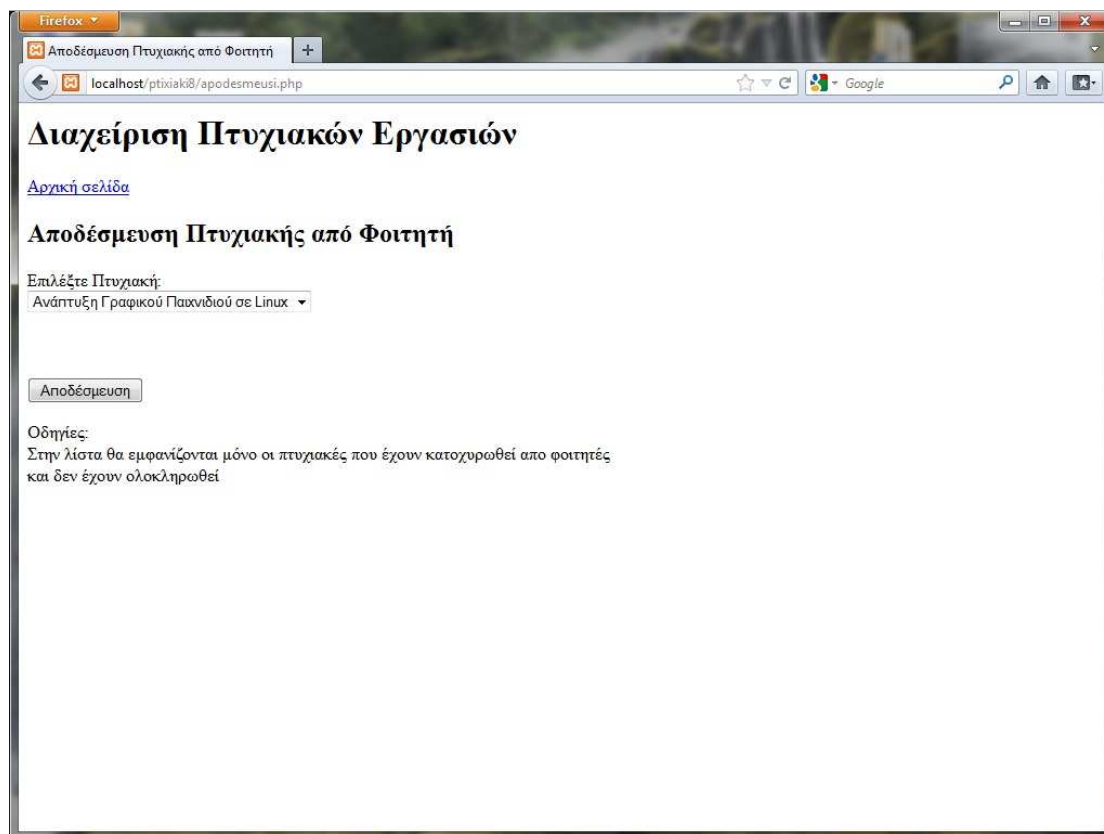 Firefox
Αποδέσμευση Πτυχιακής από Φοιτητή
localhost/ptixiaki8/apodesmeusi.php
Google
Διαχείριση Πτυχιακών Εργασιών
Αρχική σελίδα
Αποδέσμευση Πτυχιακής από Φοιτητή
Επιλέξτε Πτυχιακή:
Ανάπτυξη Γραφικού Παιχνιδιού σε Linux
Αποδέσμευση
Οδηγίες:
Στην λίστα θα εμφανίζονται μόνο οι πτυχιακές που έχουν κατοχυρωθεί απο φοιτητές
και δεν έχουν ολοκληρωθεί